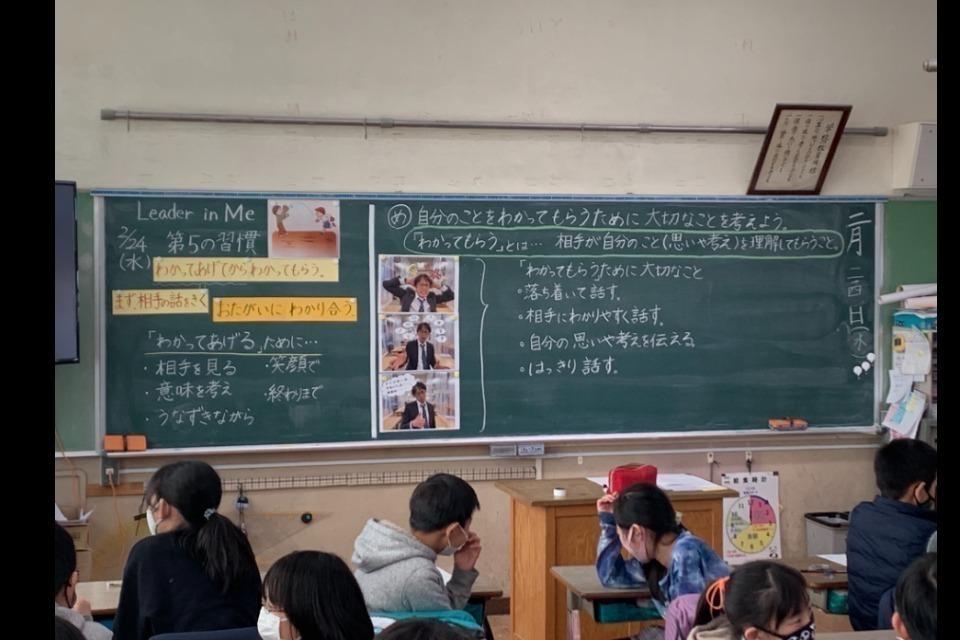 Leader in Me
2/24
(水)
第5の習慣
わかってあげてからわかってもらう。
まず、相手の話をきく
おたがいに わかり合う。
「わかってあげる」ために…
・相手を見る ・笑顔で
・意味を考え ・終わりまで
・うなずきながら
め 自分のことをわかってもらうために 大切なことを考えよう。
「わかってもらう」とは… 相手が自分のこと(思いや考え)を理解してもらうこと。
「わかってもらうために大切なこと
・落ち着いて話す。
・相手にわかりやすく話す。
・自分の思いや考えを伝える
・はっきり話す。
二月二四日(水)
給食時計